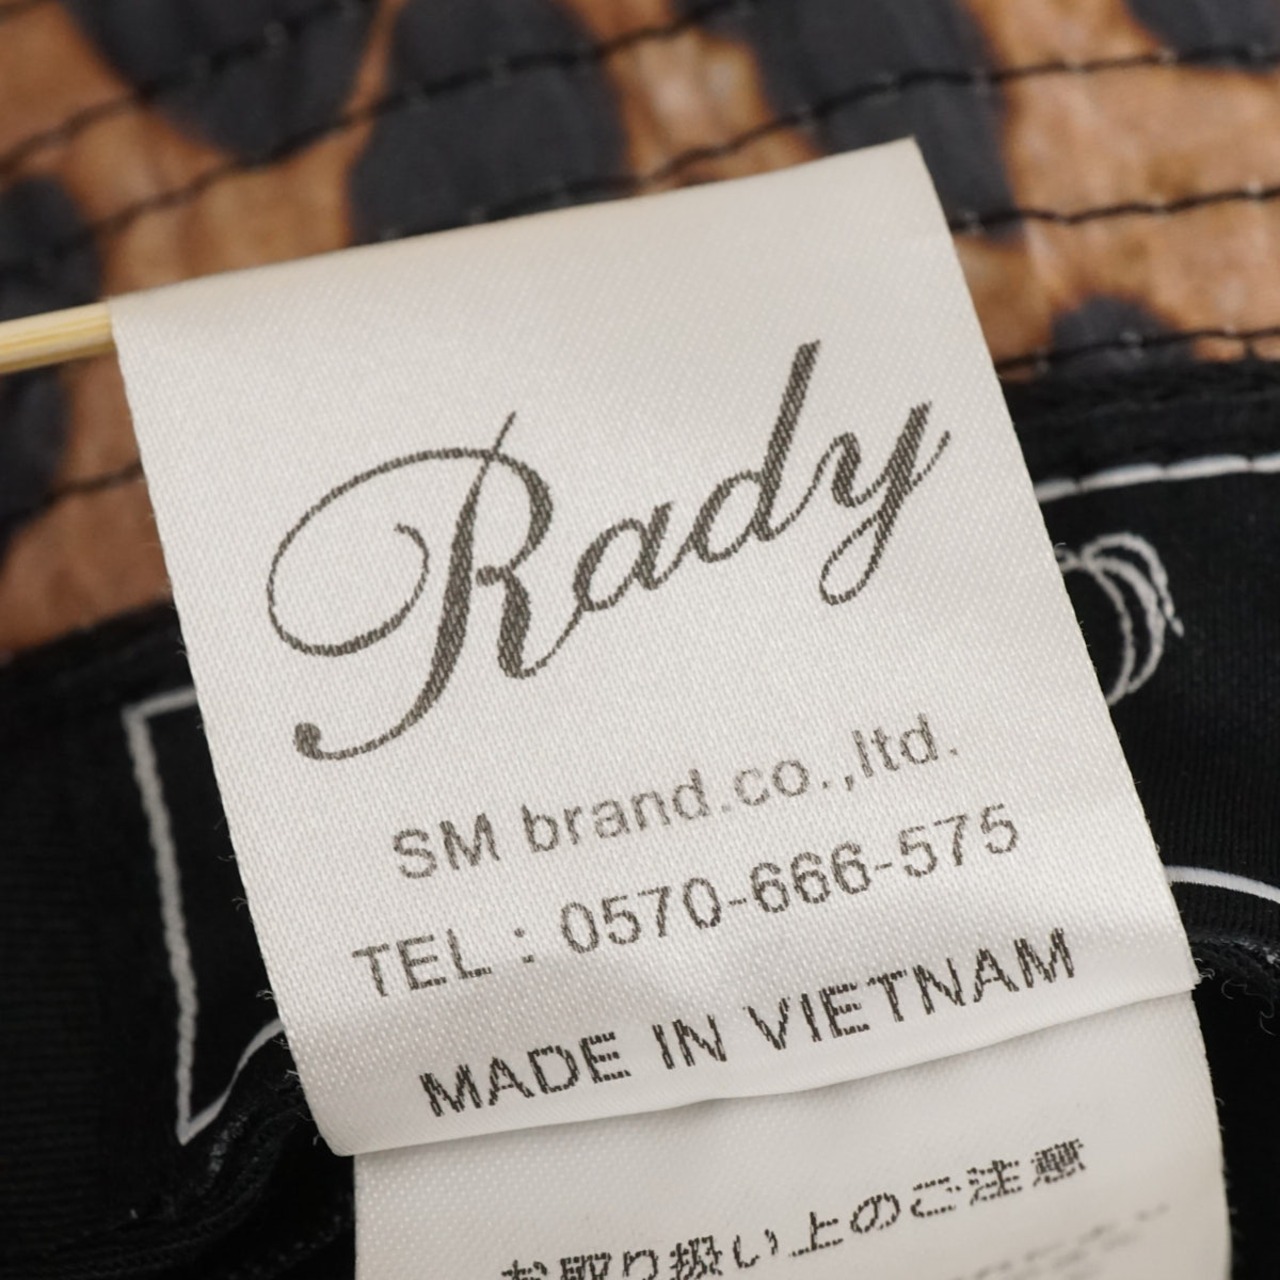 Rady
SM brand.co.,ltd.
TEL : 0570-666-575
MADE IN VIETNAM
お取り扱い上のご注意